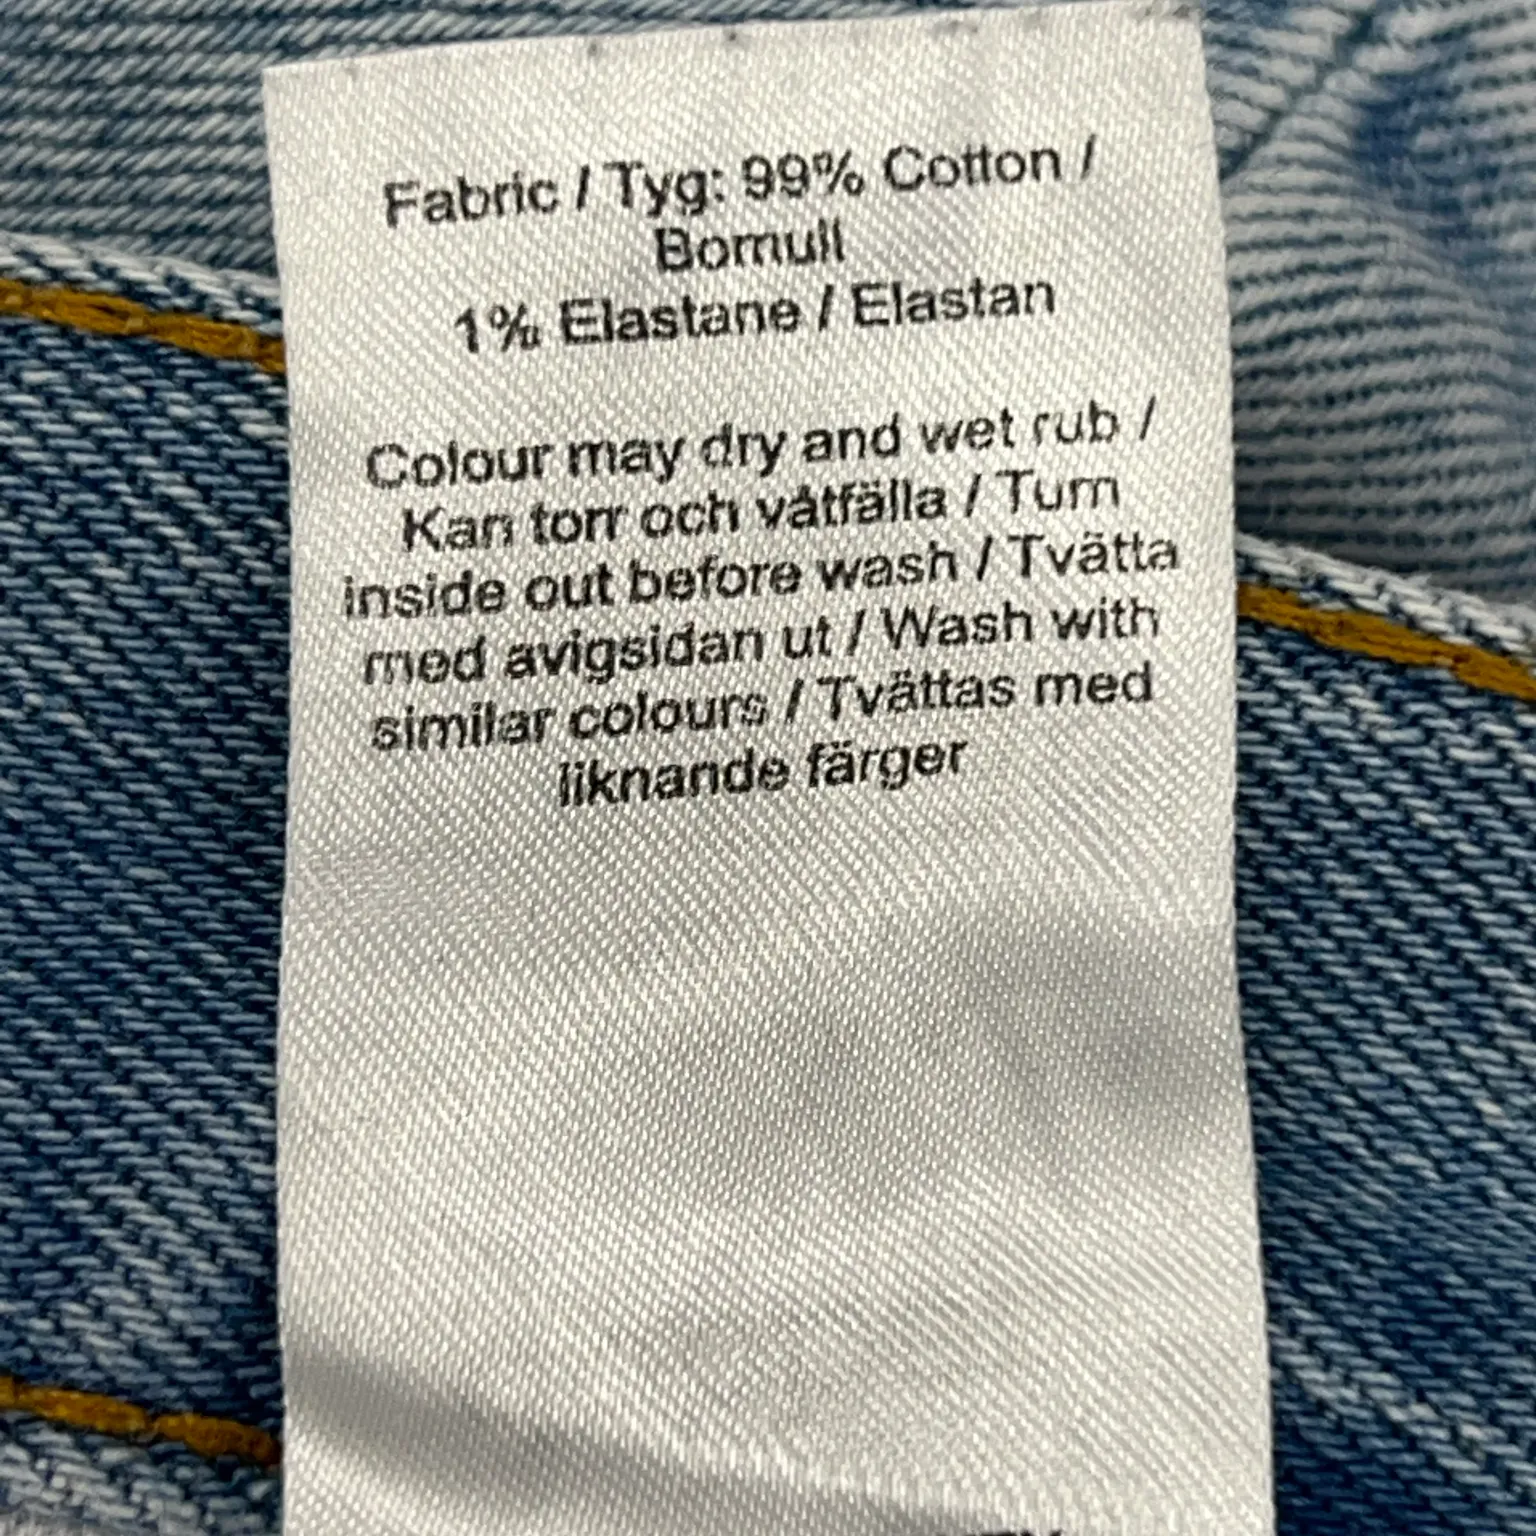 Fabric / Tyg: 99% Cotton /
Bomull
1% Elastane / Elastan
Colour may dry and wet rub /
Kan torr och våtfälla / Turn
inside out before wash / Tvätta
med avigsidan ut / Wash with
similar colours / Tvättas med
liknande färger